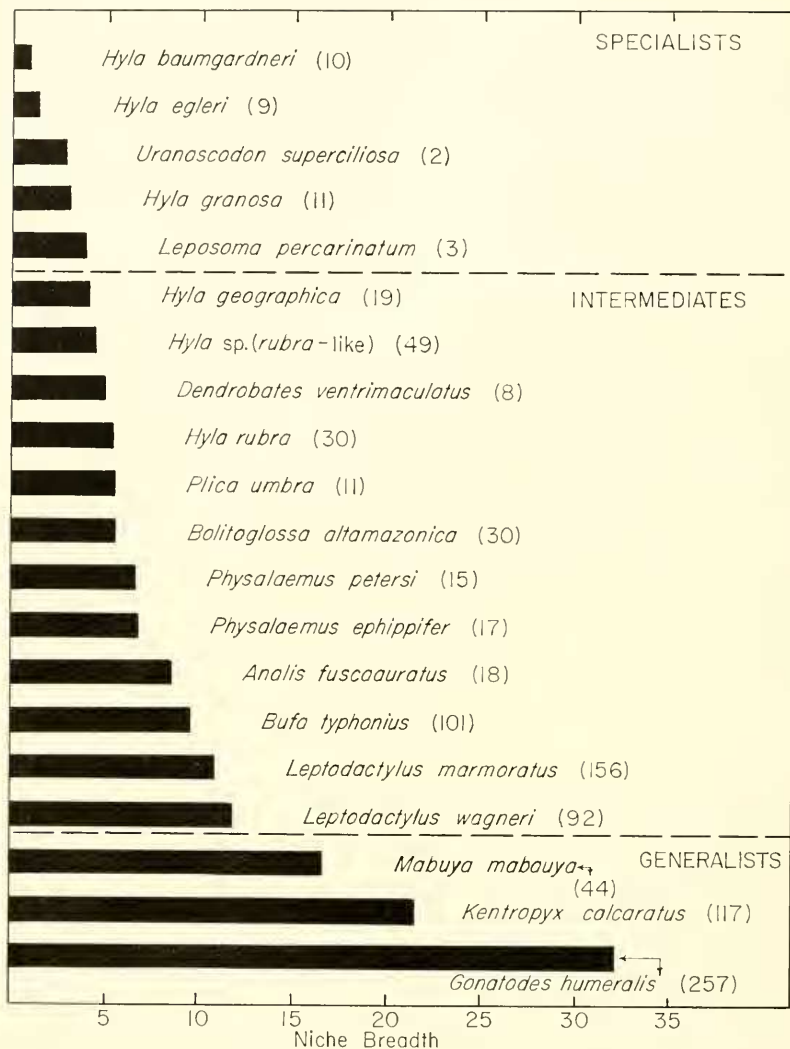 SPECIALISTS
Hyla baumgardneri (10)
Hyla egleri (9)
Uranoscodon superciliosa (2)
Hyla granosa (11)
Leposoma percarinatum (3)
Hyla geographica (19)
INTERMEDIATES
Hyla sp. (rubra-like) (49)
Dendrobates ventrimaculatus (8)
Hyla rubra (30)
Plica umbra (11)
Bolitoglossa altamazonica (30)
Physalaemus petersi (15)
Physalaemus ephippifer (17)
Analis fuscaauratus (18)
Bufa typhonius (101)
Leptodactylus marmoratus (156)
Leptodactylus wagneri (92)
Mabuya mabouya
GENERALISTS
(44)
Kentropyx calcaratus (117)
Gonatodes humeralis (257)
5 10 15 20 25 30 35
Niche Breadth